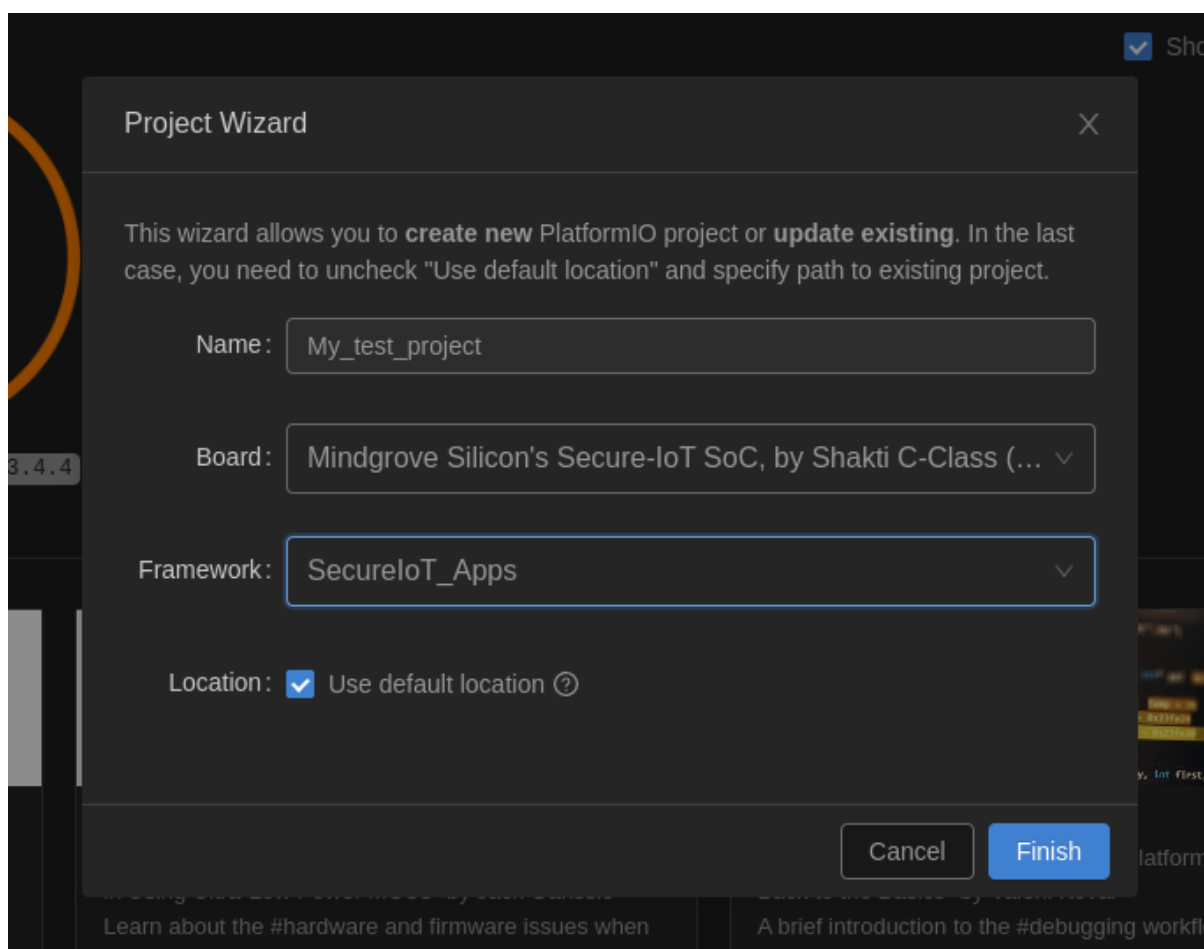 Sho
Project Wizard
This wizard allows you to create new PlatformIO project or update existing. In the last
case, you need to uncheck "Use default location" and specify path to existing project.
Name:
My_test_project
Board:
Mindgrove Silicon's Secure-IoT SoC, by Shakti C-Class (...
3.4.4
Framework:
SecureIoT_Apps
Location:
Use default location
Cancel
Finish
latform
Learn about the #hardware and firmware issues when
A brief introduction to the #debugging workfl